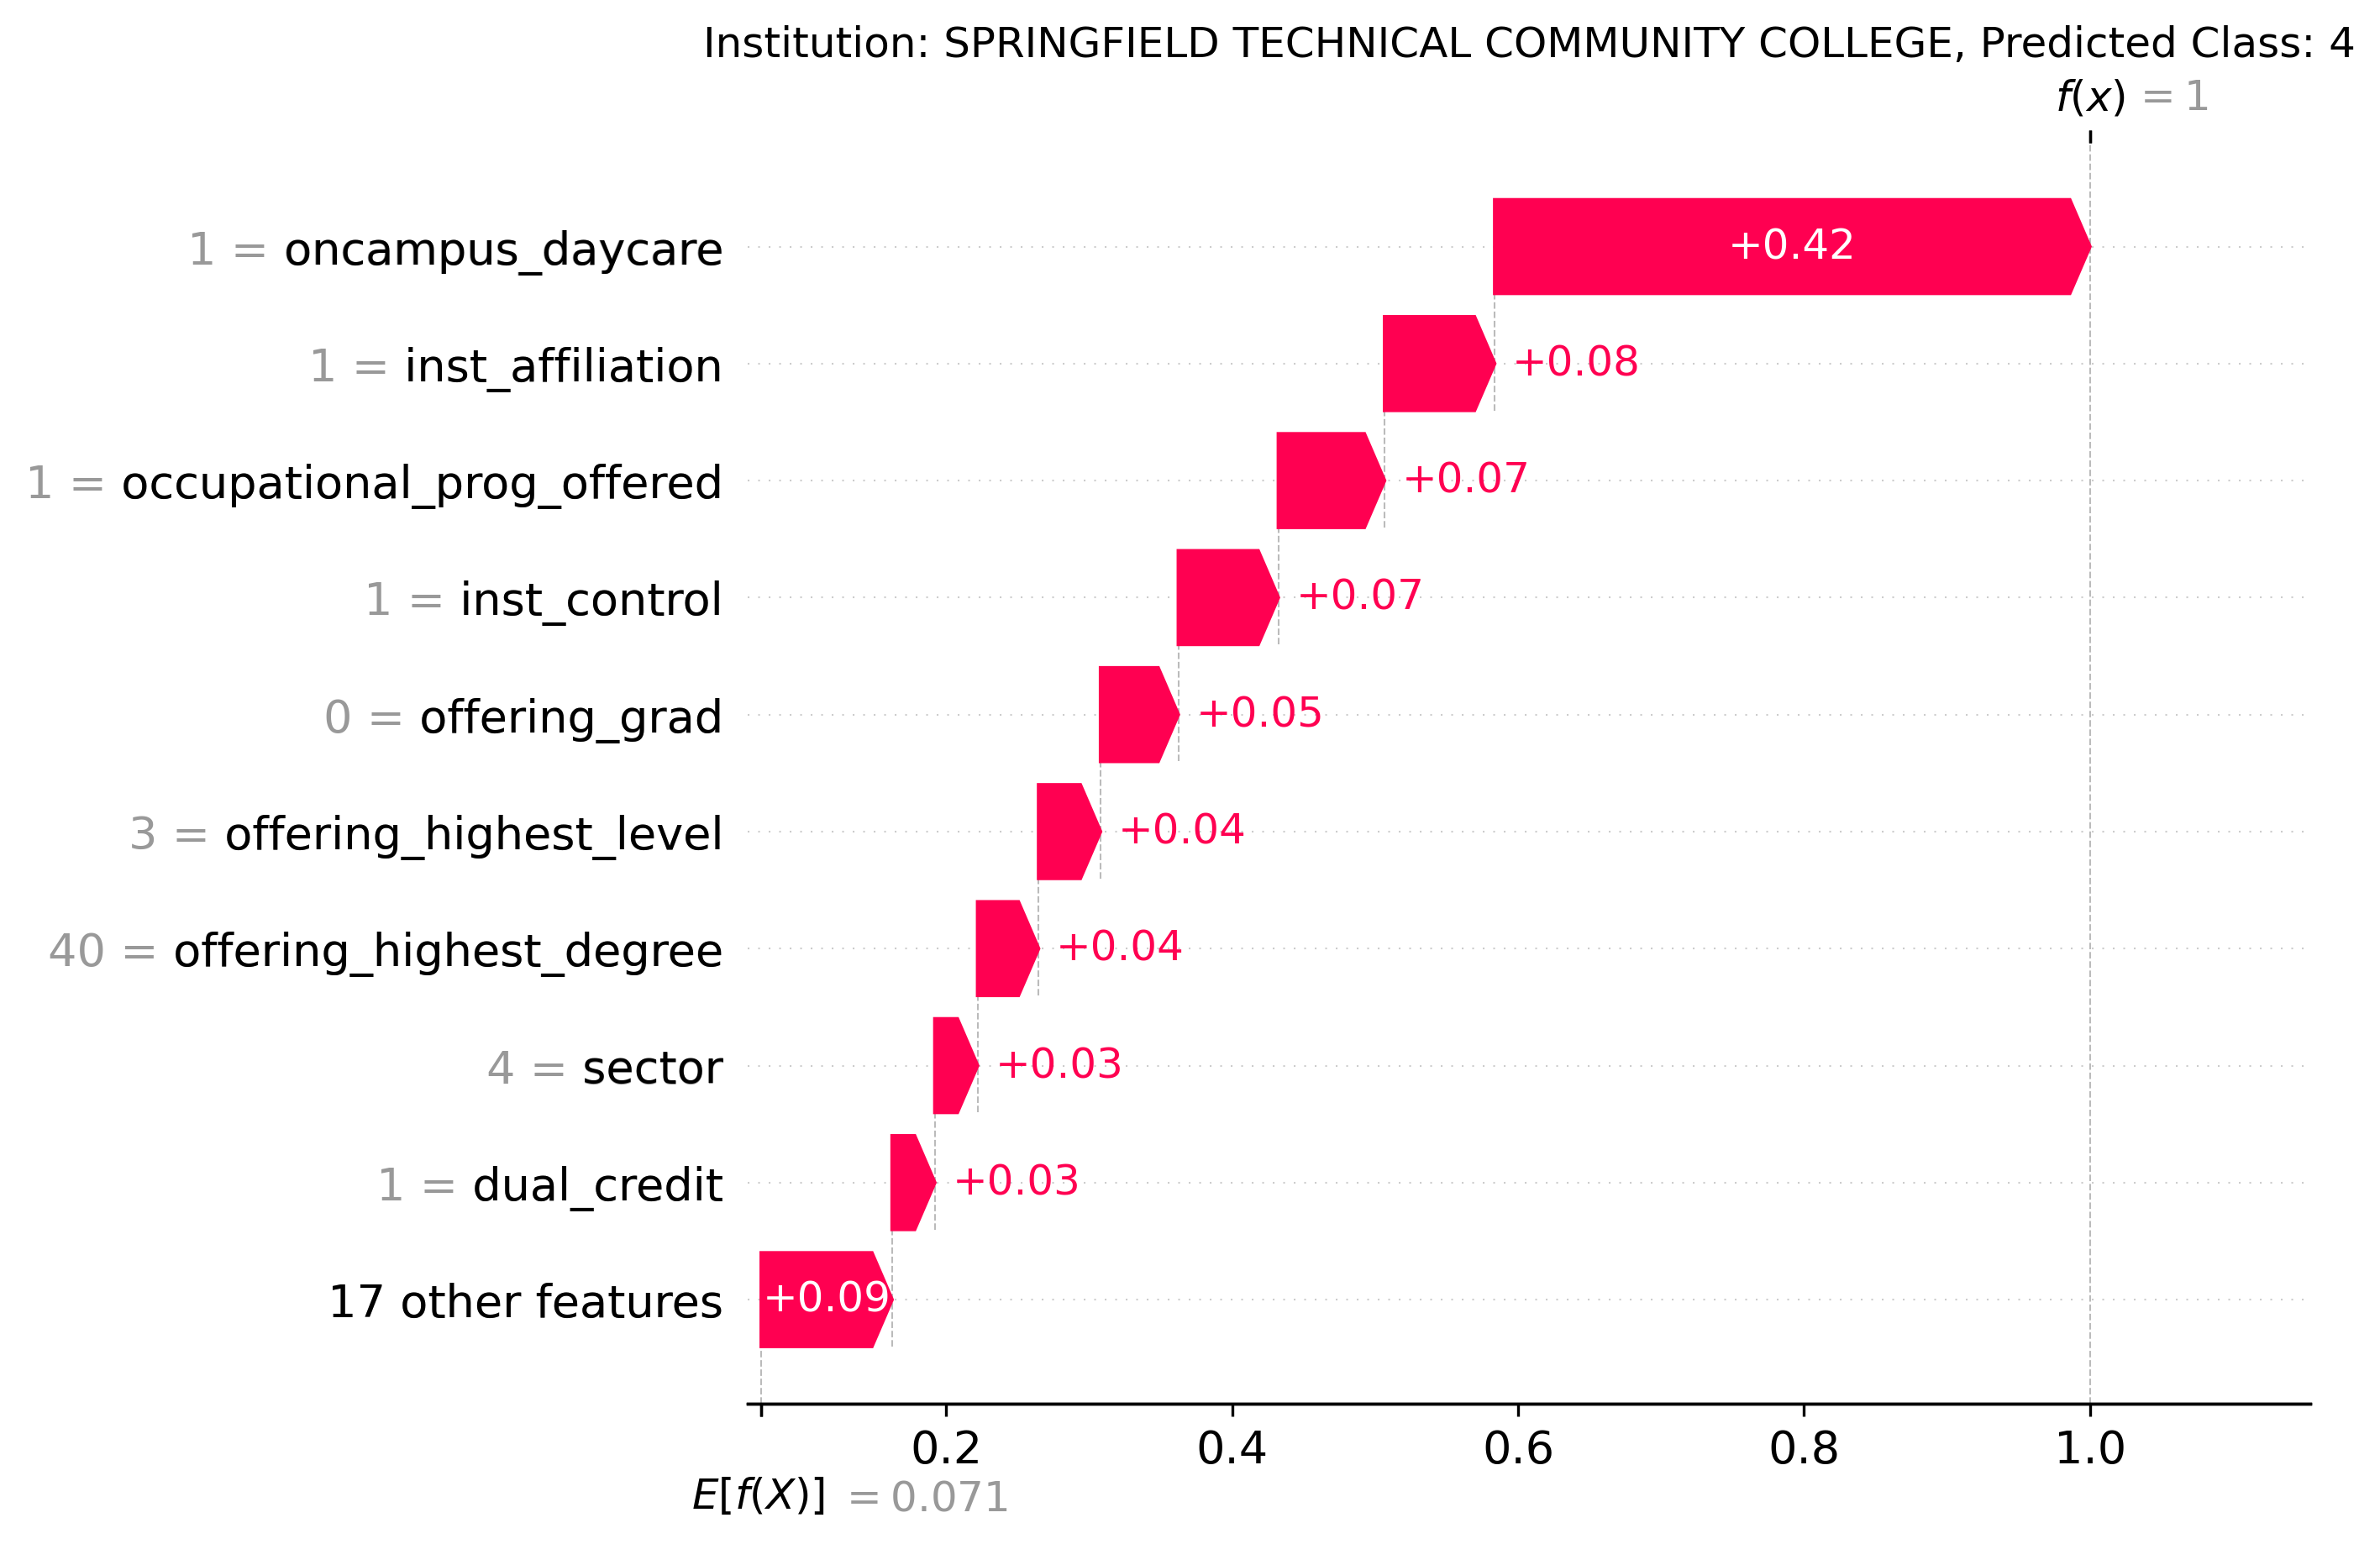 Institution: SPRINGFIELD TECHNICAL COMMUNITY COLLEGE, Predicted Class: 4
f(x) = 1
1 = oncampus_daycare +0.42
1 = inst_affiliation +0.08
1 = occupational_prog_offered +0.07
1 = inst_control +0.07
0 = offering_grad +0.05
3 = offering_highest_level +0.04
40 = offering_highest_degree +0.04
4 = sector +0.03
1 = dual_credit +0.03
17 other features +0.09
0.2 0.4 0.6 0.8 1.0
E[f(X)] = 0.071